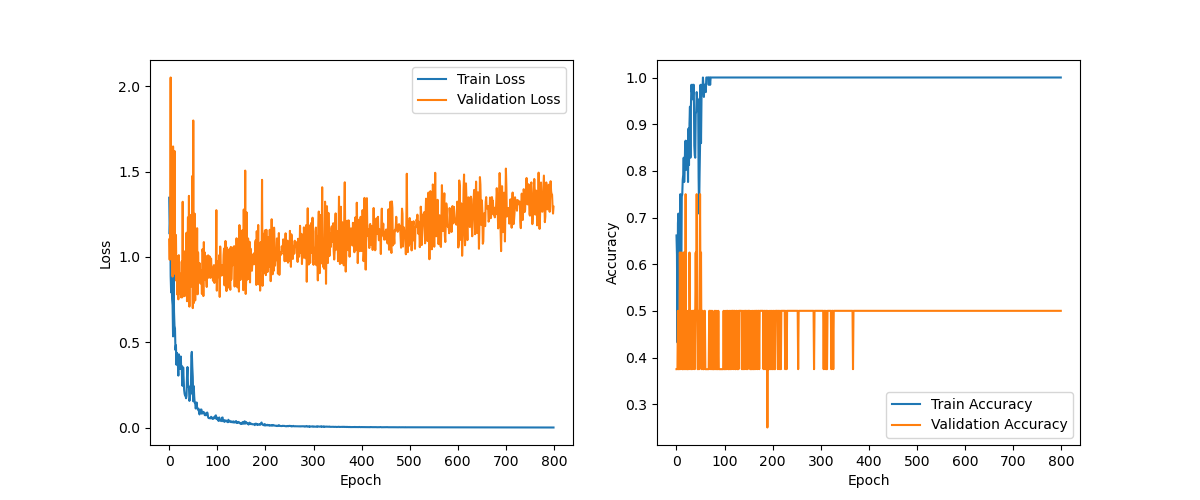 2.0
1.5
1.0
0.5
0.0
Loss
0 100 200 300 400 500 600 700 800
Epoch
Train Loss
Validation Loss
1.0
0.9
0.8
0.7
0.6
0.5
0.4
0.3
Accuracy
0 100 200 300 400 500 600 700 800
Epoch
Train Accuracy
Validation Accuracy